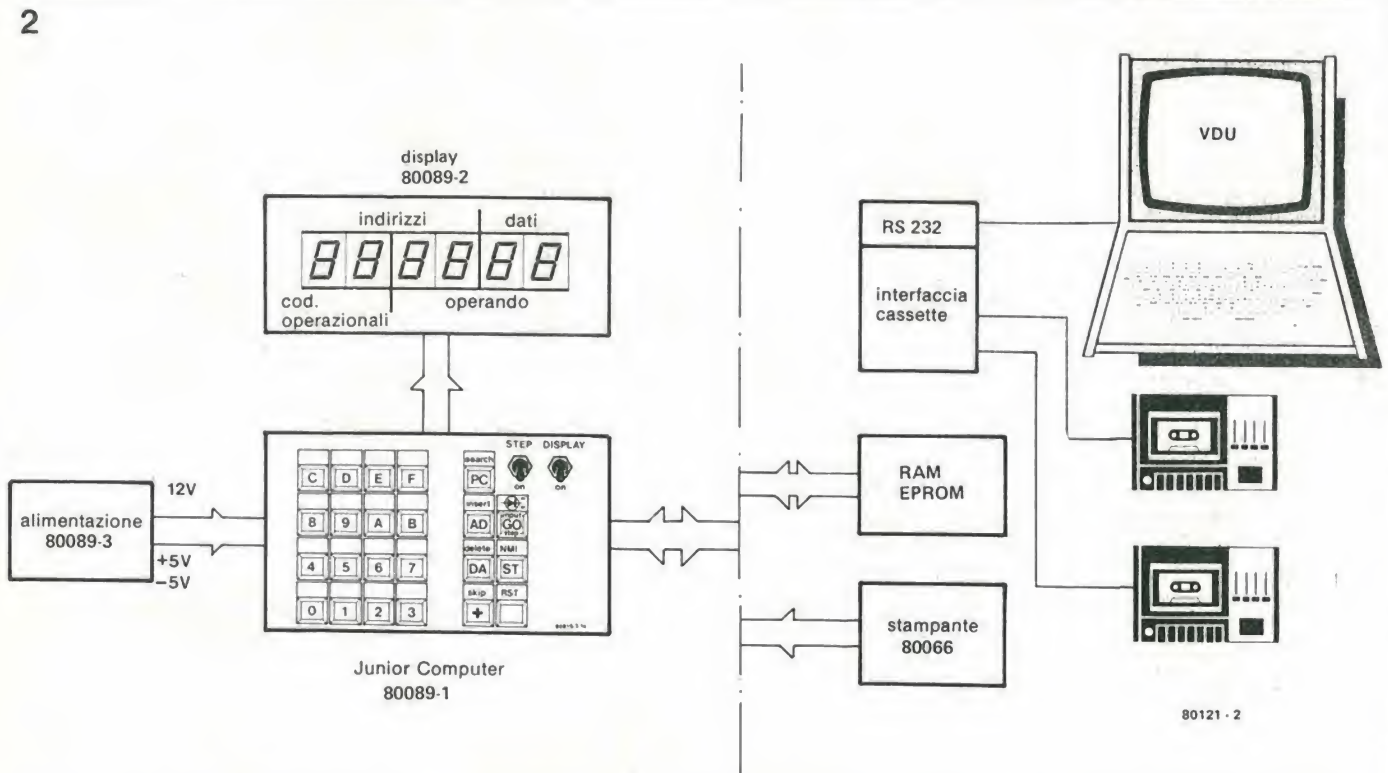 2
display
80089-2
indirizzi dati
cod. operando
operazionali
alimentazione
80089-3
12V
+5V
-5V
STEP DISPLAY
on on
search
C D E F PC
insert
8 9 A B AD GO
step
delete NMI
4 5 6 7 DA ST
skip RST
0 1 2 3 +
Junior Computer
80089-1
RS 232
interfaccia
cassette
VDU
RAM
EPROM
stampante
80066
80121 - 2